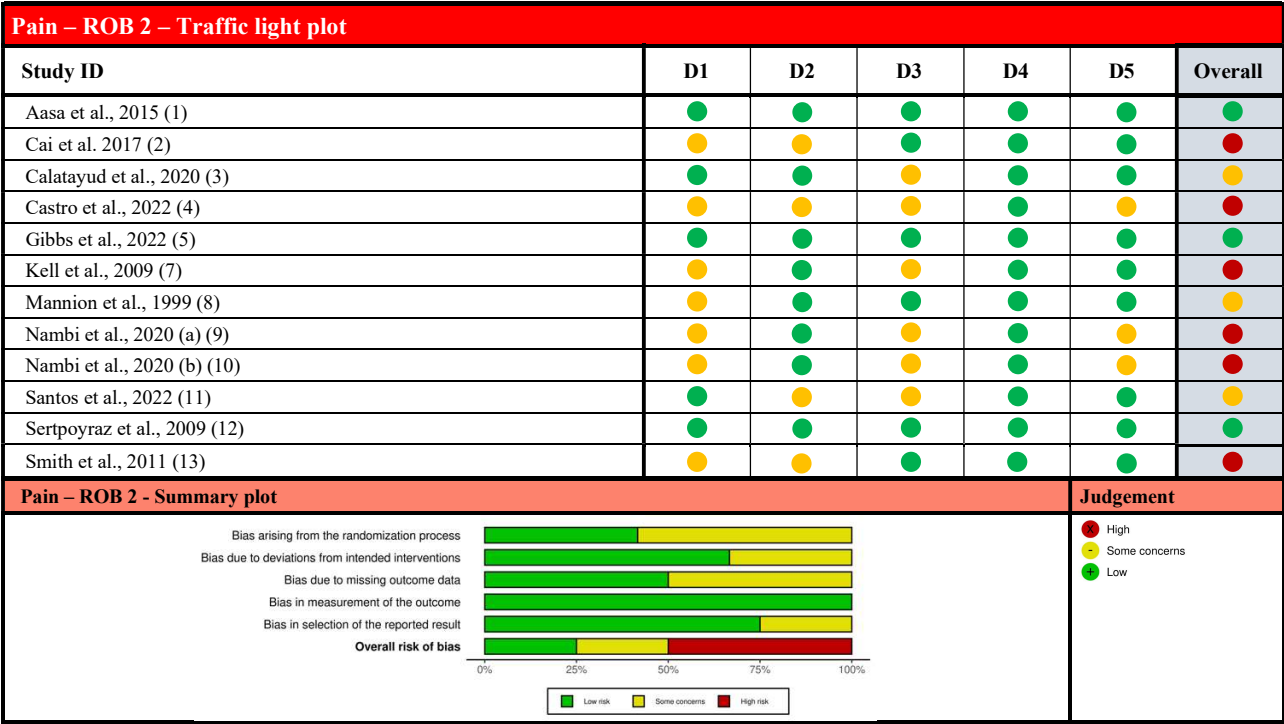 Pain – ROB 2 – Traffic light plot
Study ID D1 D2 D3 D4 D5 Overall
Aasa et al., 2015 (1)
Cai et al. 2017 (2)
Calatayud et al., 2020 (3)
Castro et al., 2022 (4)
Gibbs et al., 2022 (5)
Kell et al., 2009 (7)
Mannion et al., 1999 (8)
Nambi et al., 2020 (a) (9)
Nambi et al., 2020 (b) (10)
Santos et al., 2022 (11)
Sertpoyraz et al., 2009 (12)
Smith et al., 2011 (13)
Pain – ROB 2 - Summary plot Judgement
Bias arising from the randomization process
Bias due to deviations from intended interventions
Bias due to missing outcome data
Bias in measurement of the outcome
Bias in selection of the reported result
Overall risk of bias
0% 25% 50% 75% 100%
Low risk Some concerns High risk
X High
- Some concerns
+ Low